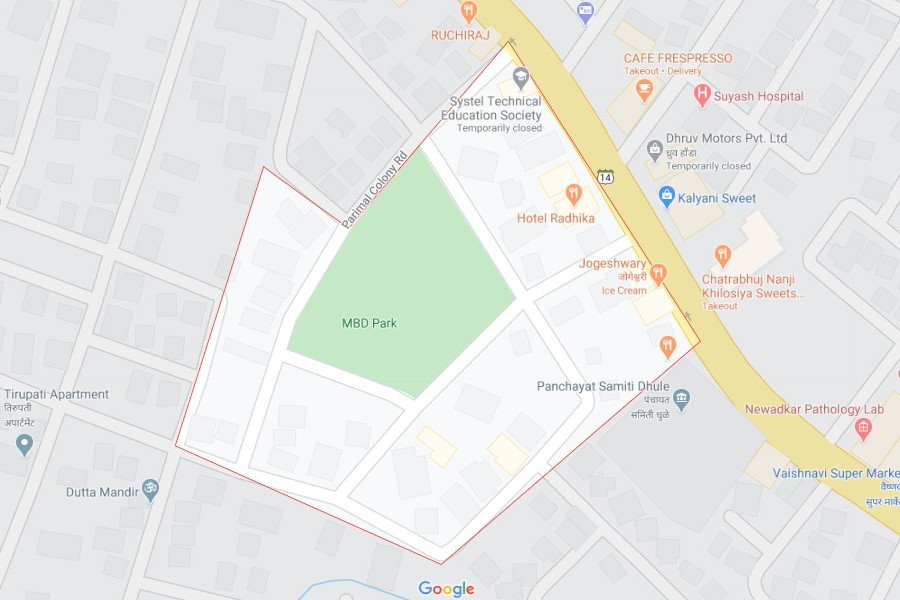 RUCHIRAJ
CAFE FRESPRESSO
Takeout • Delivery
Systel Technical
Education Society
Temporarily closed
Suyash Hospital
Dhruv Motors Pvt. Ltd
ध्रुव होंडा
Temporarily closed
Parimal Colony Rd
14
Kalyani Sweet
Hotel Radhika
Jogeshwary
जोगेश्वरी
Ice Cream
Chatrabhuj Nanji
Khilosiya Sweets...
Takeout
MBD Park
Panchayat Samiti Dhule
पंचायत
समिती धुळे
Tirupati Apartment
तिरुपती
अपार्टमेंट
Newadkar Pathology Lab
Vaishnavi Super Marke
सुपर मार्के
Dutta Mandir
Google